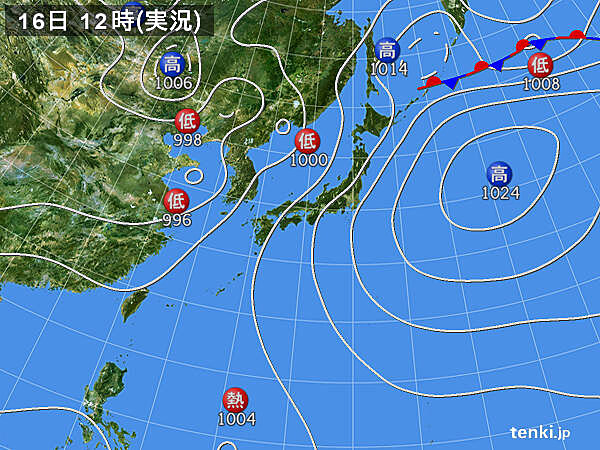 16日 12時(実況)
高
1006
高
1014
低
1008
低
998
低
1000
高
1024
低
996
熱
1004
tenki.jp